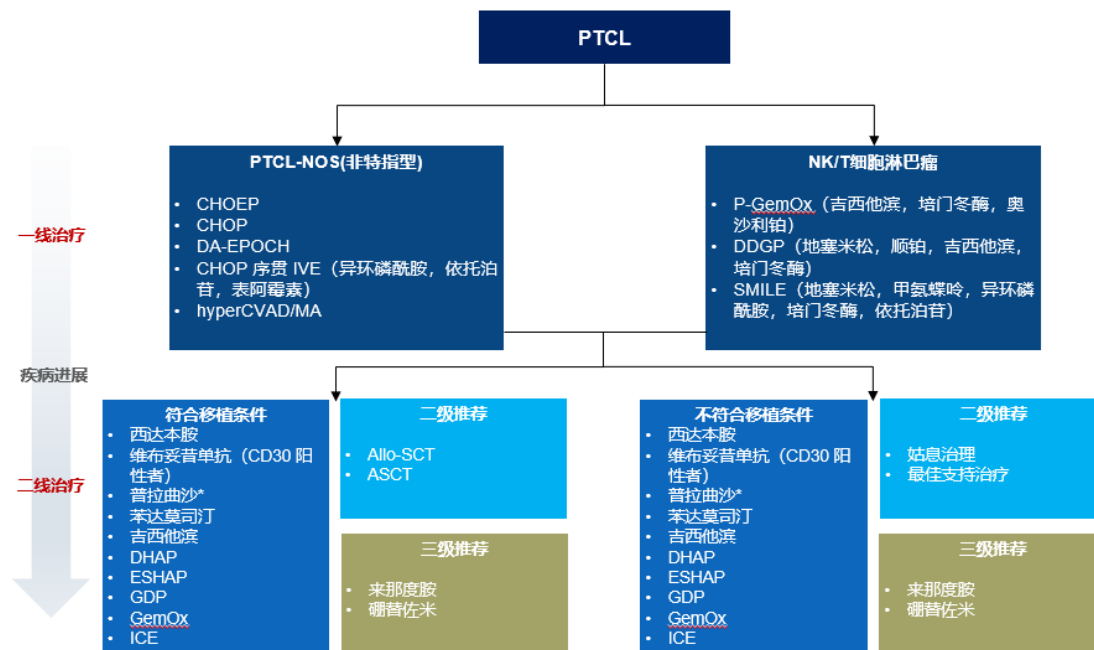 PTCL
PTCL-NOS(非特指型)
• CHOEP
• CHOP
• DA-EPOCH
• CHOP 序贯 IVE（异环磷酰胺，依托泊
苷，表阿霉素）
• hyperCVAD/MA
NK/T细胞淋巴瘤
• P-GemOx（吉西他滨，培门冬酶，奥
沙利铂）
• DDGP（地塞米松，顺铂，吉西他滨，
培门冬酶）
• SMILE（地塞米松，甲氨蝶呤，异环磷
酰胺，培门冬酶，依托泊苷）
一线治疗
疾病进展
二线治疗
符合移植条件
• 西达本胺
• 维布妥昔单抗（CD30 阳
性者）
• 普拉曲沙*
• 苯达莫司汀
• 吉西他滨
• DHAP
• ESHAP
• GDP
• GemOx
• ICE
二级推荐
• Allo-SCT
• ASCT
三级推荐
• 来那度胺
• 硼替佐米
不符合移植条件
• 西达本胺
• 维布妥昔单抗（CD30 阳
性者）
• 普拉曲沙*
• 苯达莫司汀
• 吉西他滨
• DHAP
• ESHAP
• GDP
• GemOx
• ICE
二级推荐
• 姑息治理
• 最佳支持治疗
三级推荐
• 来那度胺
• 硼替佐米